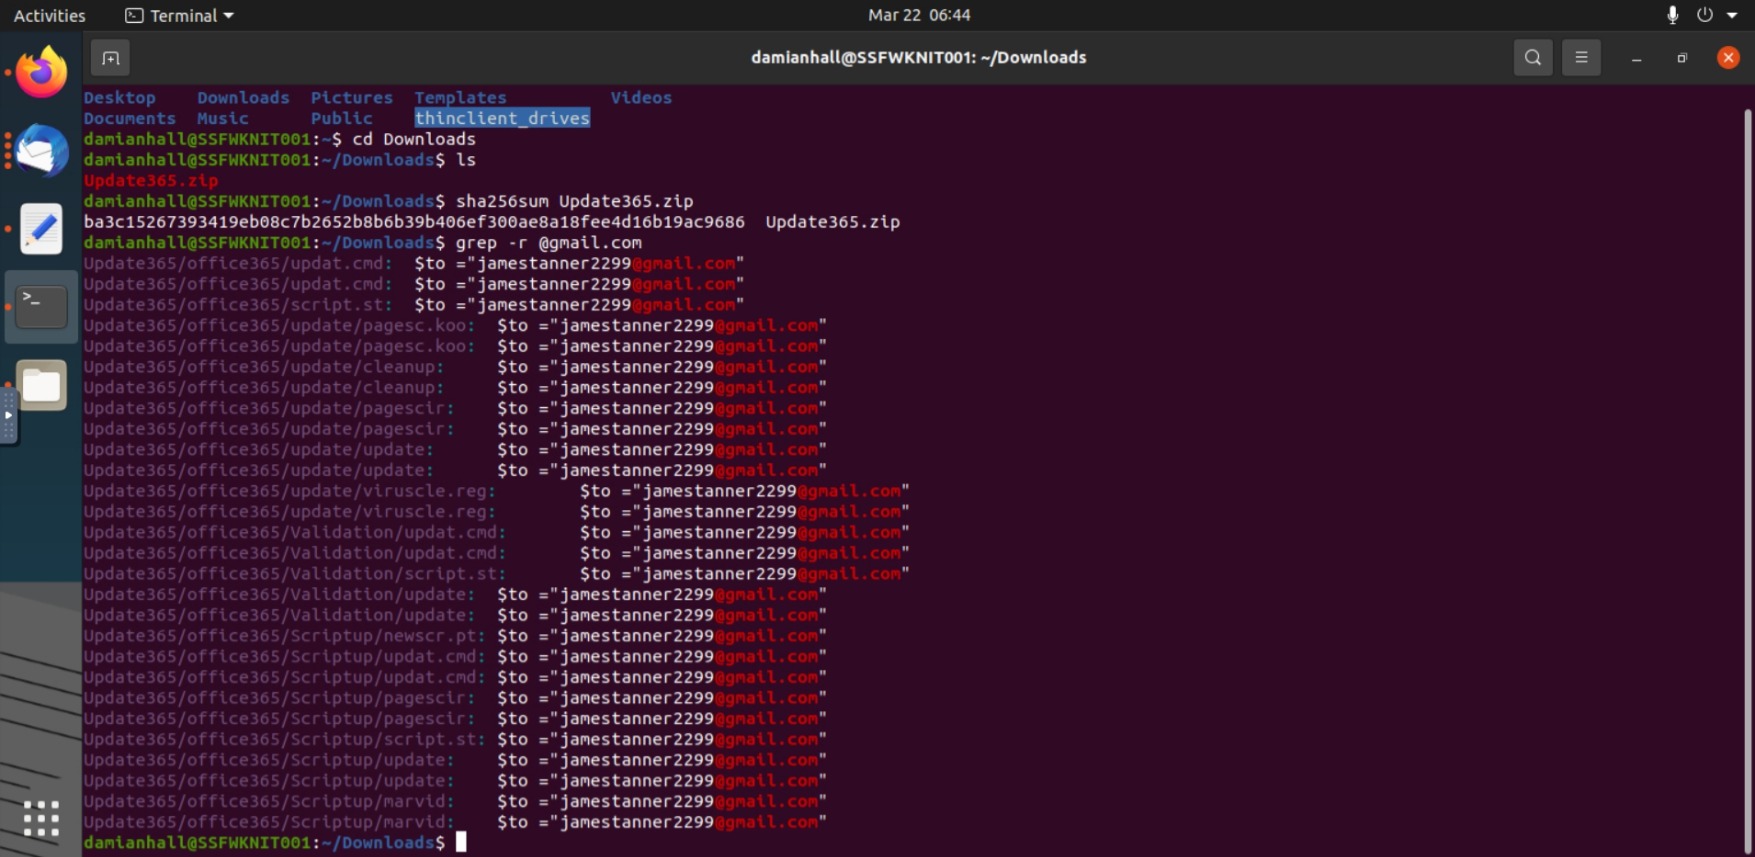 Activities Terminal Mar 22 06:44
damianhall@SSFWKNIT001: ~/Downloads
Desktop Downloads Pictures Templates Videos
Documents Music Public thinclient_drives
damianhall@SSFWKNIT001:~$ cd Downloads
damianhall@SSFWKNIT001:~/Downloads$ ls
Update365.zip
damianhall@SSFWKNIT001:~/Downloads$ sha256sum Update365.zip
ba3c15267393419eb08c7b2652b8b6b39b406ef300ae8a18fee4d16b19ac9686 Update365.zip
damianhall@SSFWKNIT001:~/Downloads$ grep -r @gmail.com
Update365/office365/updat.cmd: $to ="jamestanner2299@gmail.com"
Update365/office365/updat.cmd: $to ="jamestanner2299@gmail.com"
Update365/office365/script.st: $to ="jamestanner2299@gmail.com"
Update365/office365/update/pagesc.koo: $to ="jamestanner2299@gmail.com"
Update365/office365/update/pagesc.koo: $to ="jamestanner2299@gmail.com"
Update365/office365/update/cleanup: $to ="jamestanner2299@gmail.com"
Update365/office365/update/cleanup: $to ="jamestanner2299@gmail.com"
Update365/office365/update/pagescir: $to ="jamestanner2299@gmail.com"
Update365/office365/update/pagescir: $to ="jamestanner2299@gmail.com"
Update365/office365/update/update: $to ="jamestanner2299@gmail.com"
Update365/office365/update/update: $to ="jamestanner2299@gmail.com"
Update365/office365/update/viruscle.reg: $to ="jamestanner2299@gmail.com"
Update365/office365/update/viruscle.reg: $to ="jamestanner2299@gmail.com"
Update365/office365/Validation/updat.cmd: $to ="jamestanner2299@gmail.com"
Update365/office365/Validation/updat.cmd: $to ="jamestanner2299@gmail.com"
Update365/office365/Validation/script.st: $to ="jamestanner2299@gmail.com"
Update365/office365/Validation/update: $to ="jamestanner2299@gmail.com"
Update365/office365/Validation/update: $to ="jamestanner2299@gmail.com"
Update365/office365/Scriptup/newscr.pt: $to ="jamestanner2299@gmail.com"
Update365/office365/Scriptup/updat.cmd: $to ="jamestanner2299@gmail.com"
Update365/office365/Scriptup/updat.cmd: $to ="jamestanner2299@gmail.com"
Update365/office365/Scriptup/pagescir: $to ="jamestanner2299@gmail.com"
Update365/office365/Scriptup/pagescir: $to ="jamestanner2299@gmail.com"
Update365/office365/Scriptup/script.st: $to ="jamestanner2299@gmail.com"
Update365/office365/Scriptup/update: $to ="jamestanner2299@gmail.com"
Update365/office365/Scriptup/update: $to ="jamestanner2299@gmail.com"
Update365/office365/Scriptup/marvid: $to ="jamestanner2299@gmail.com"
Update365/office365/Scriptup/marvid: $to ="jamestanner2299@gmail.com"
damianhall@SSFWKNIT001:~/Downloads$